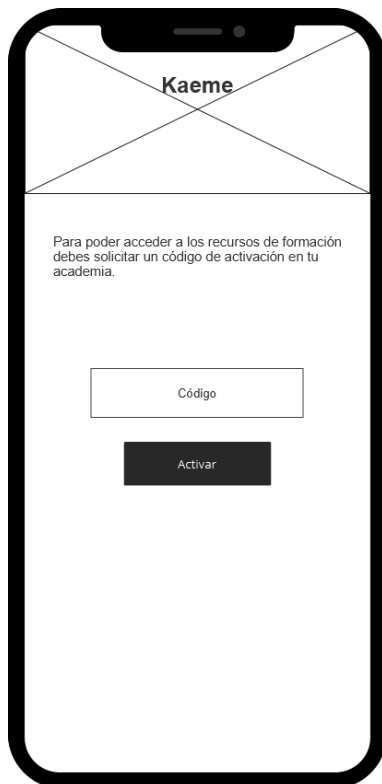 Kaeme
Para poder acceder a los recursos de formación
debes solicitar un código de activación en tu
academia.
Código
Activar